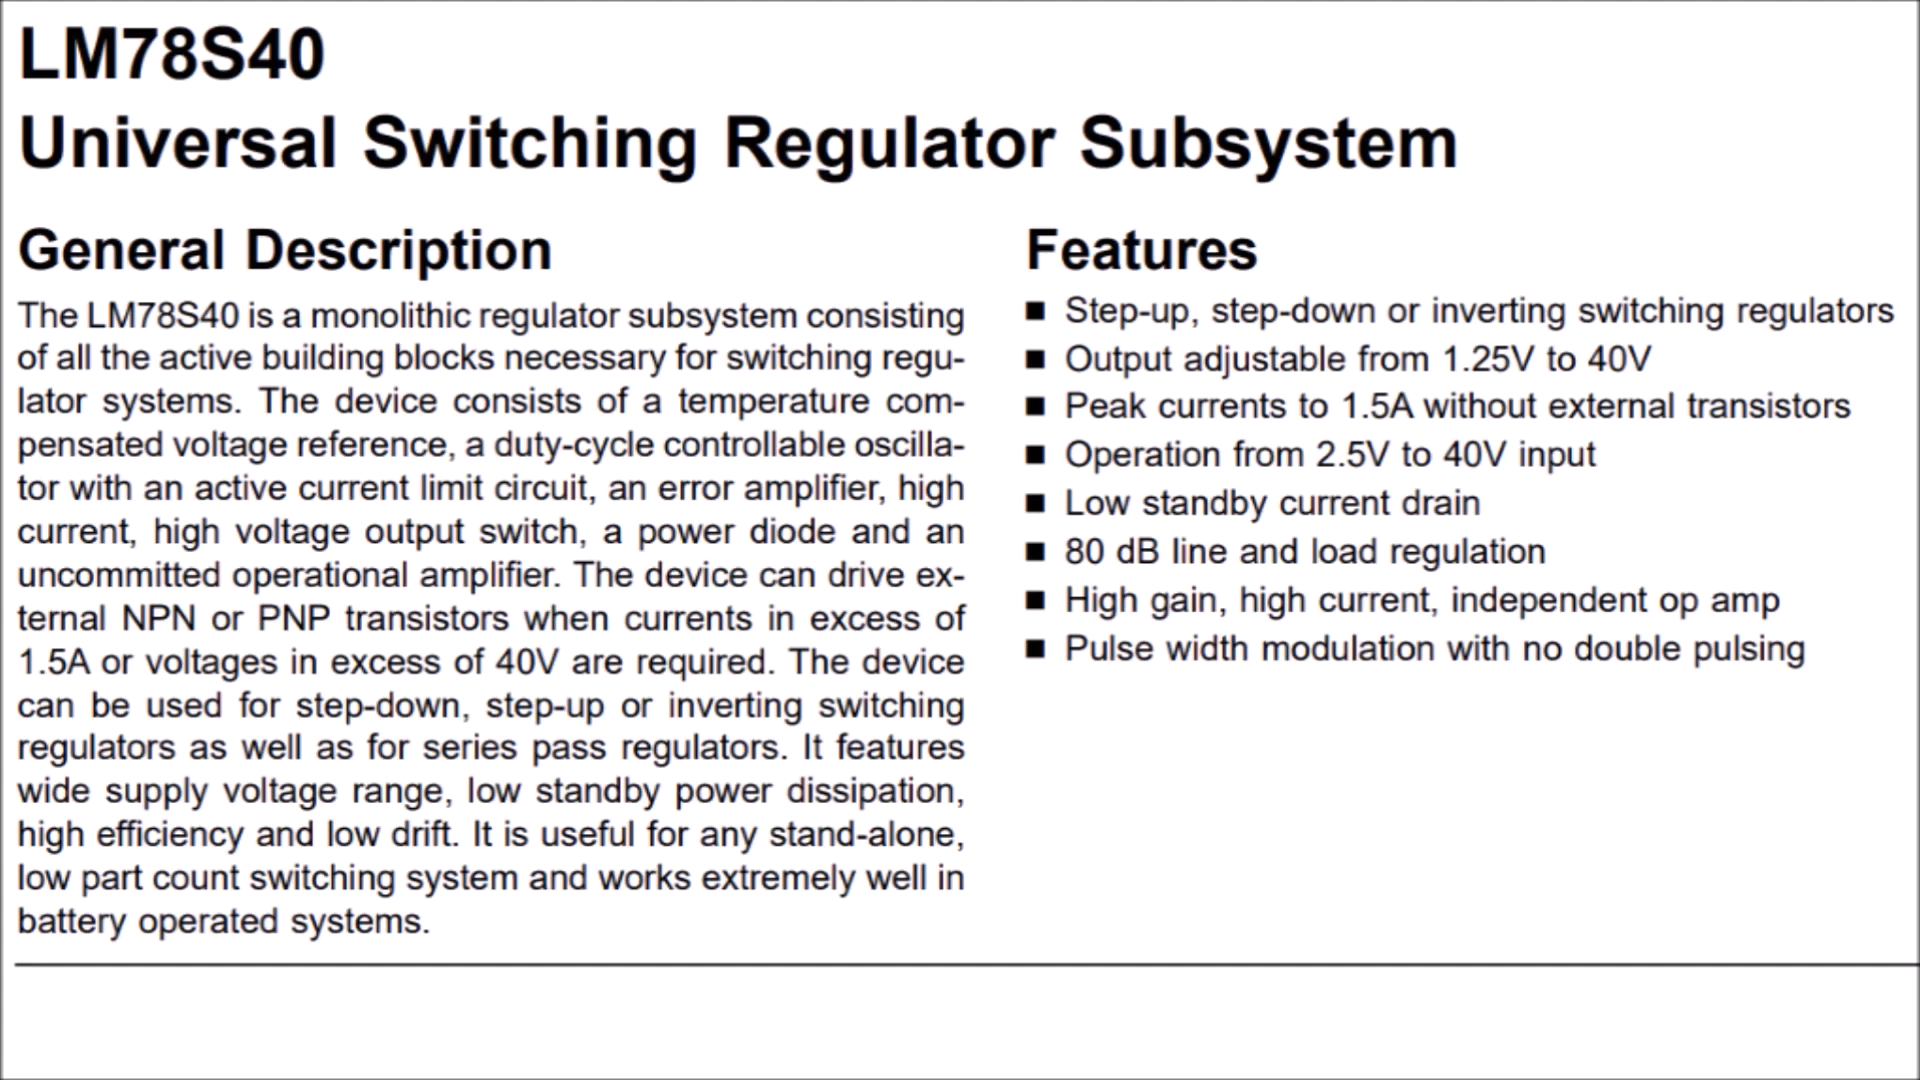 LM78S40
Universal Switching Regulator Subsystem
General Description
The LM78S40 is a monolithic regulator subsystem consisting
of all the active building blocks necessary for switching regu-
lator systems. The device consists of a temperature com-
pensated voltage reference, a duty-cycle controllable oscilla-
tor with an active current limit circuit, an error amplifier, high
current, high voltage output switch, a power diode and an
uncommitted operational amplifier. The device can drive ex-
ternal NPN or PNP transistors when currents in excess of
1.5A or voltages in excess of 40V are required. The device
can be used for step-down, step-up or inverting switching
regulators as well as for series pass regulators. It features
wide supply voltage range, low standby power dissipation,
high efficiency and low drift. It is useful for any stand-alone,
low part count switching system and works extremely well in
battery operated systems.
Features
■ Step-up, step-down or inverting switching regulators
■ Output adjustable from 1.25V to 40V
■ Peak currents to 1.5A without external transistors
■ Operation from 2.5V to 40V input
■ Low standby current drain
■ 80 dB line and load regulation
■ High gain, high current, independent op amp
■ Pulse width modulation with no double pulsing